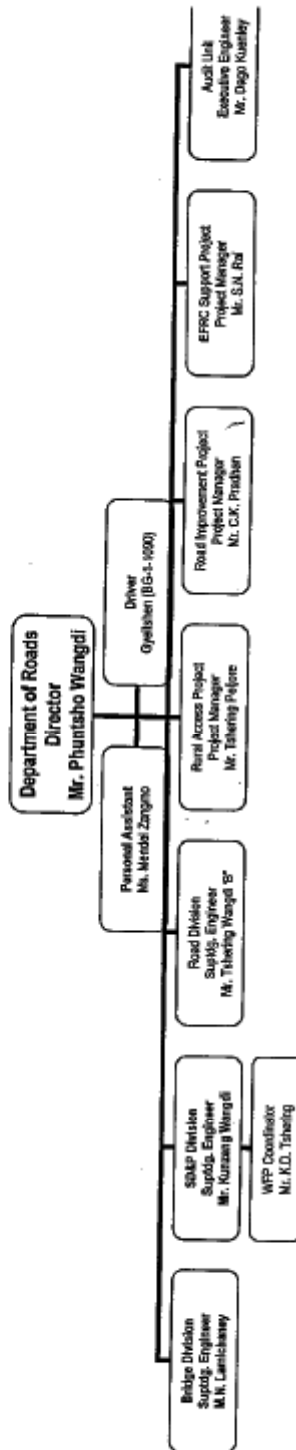 Department of Roads
Director
Mr. Phuntsho Wangdi
Personal Assistant
Ms. Mendal Zangmo
Driver
Gyeltshen (BG-1-1090)
Bridge Division
Suptdg. Engineer
M.N. Lamichaney
SD&P Division
Suptdg. Engineer
Mr. Kunzang Wangdi
Road Division
Suptdg. Engineer
Mr. Tshering Wangdi 'B'
Rural Access Project
Project Manager
Mr. Tshering Peljore
Road Improvement Project
Project Manager
Mr. C.K. Pradhan
EFRC Support Project
Project Manager
Mr. S.N. Rai
Audit Unit
Executive Engineer
Mr. Dago Kuenley
WFP Coordinator
Mr. K.D. Tshering